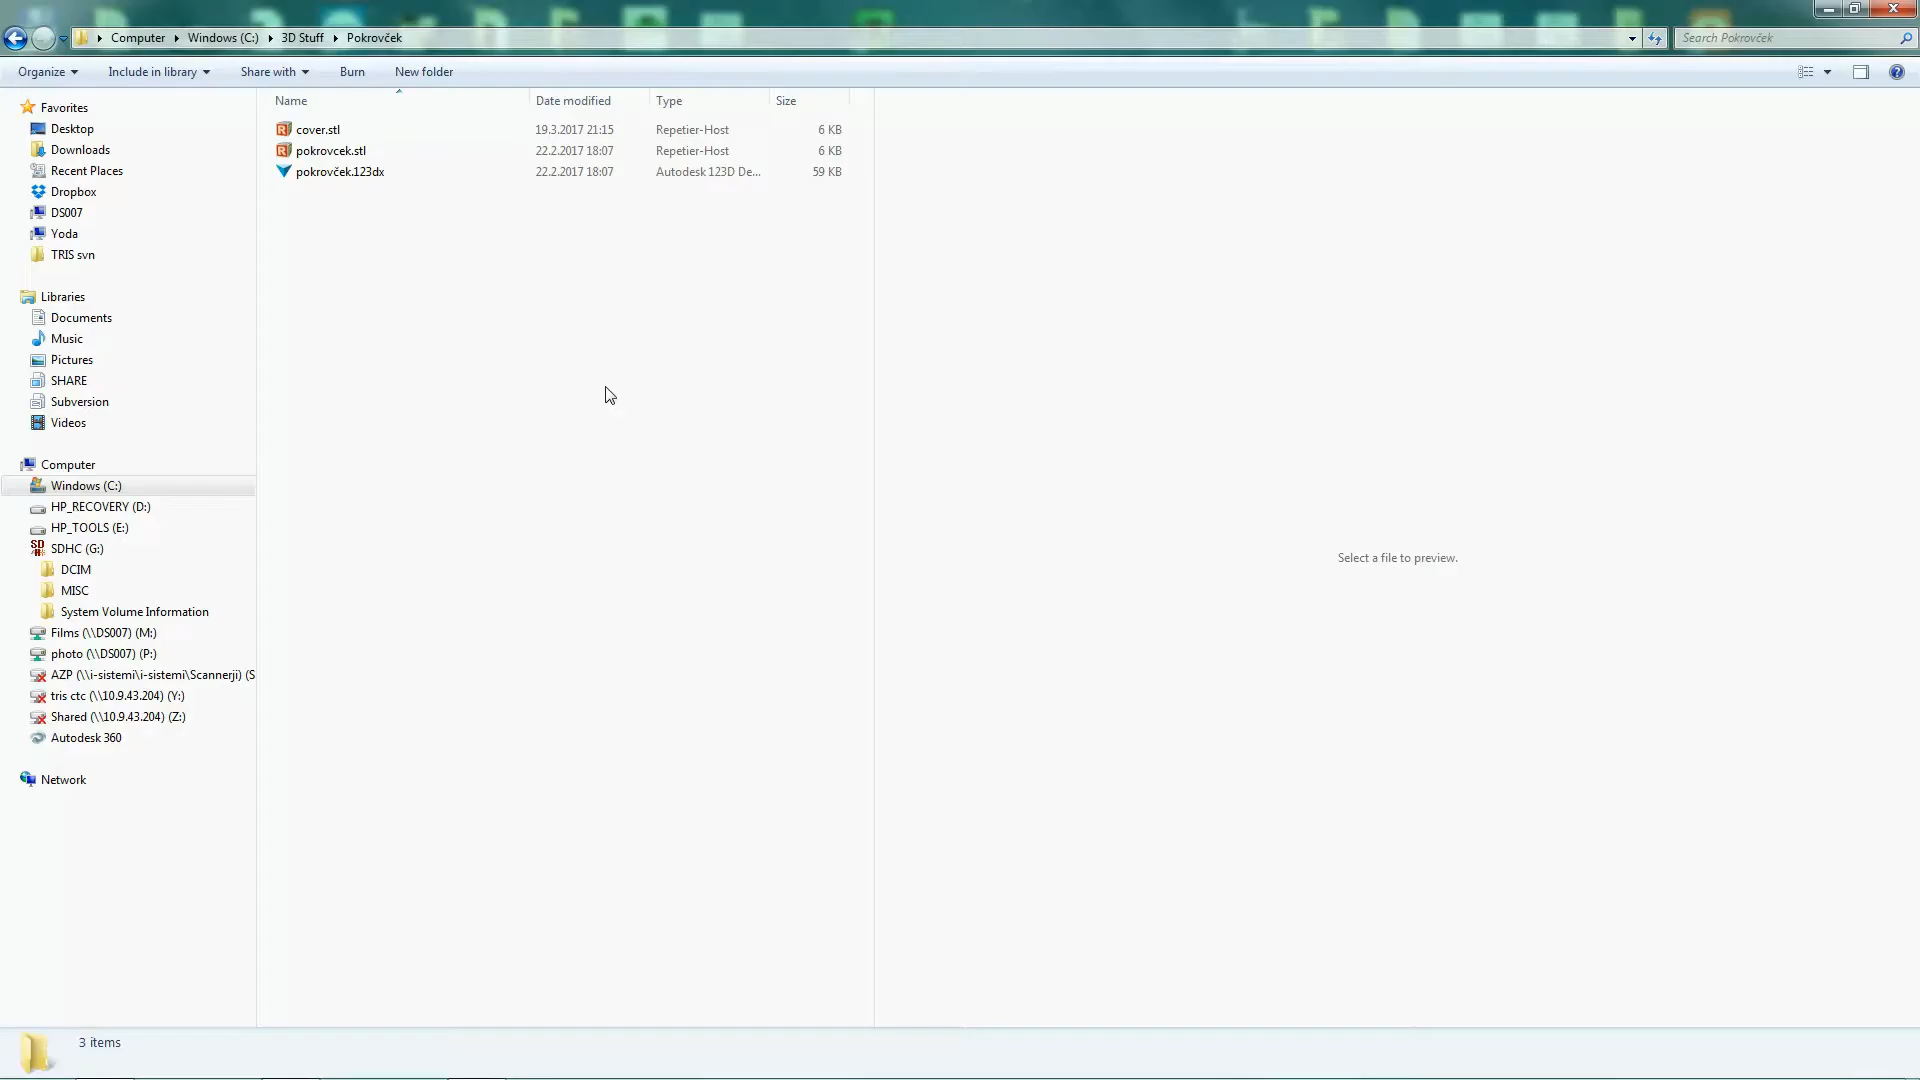 Computer Windows (C:) 3D Stuff Pokrovček
Search Pokrovček
Organize Include in library Share with Burn New folder
Name Date modified Type Size
cover.stl 19.3.2017 21:15 Repetier-Host 6 KB
pokrovcek.stl 22.2.2017 18:07 Repetier-Host 6 KB
pokrovček.123dx 22.2.2017 18:07 Autodesk 123D De... 59 KB
Favorites
Desktop
Downloads
Recent Places
Dropbox
DS007
Yoda
TRIS svn
Libraries
Documents
Music
Pictures
SHARE
Subversion
Videos
Computer
Windows (C:)
HP_RECOVERY (D:)
HP_TOOLS (E:)
SDHC (G:)
DCIM
MISC
System Volume Information
Films (\\DS007) (M:)
photo (\\DS007) (P:)
AZP (\\i-sistemi\i-sistemi\Scannerji) (S
tris ctc (\\10.9.43.204) (Y:)
Shared (\\10.9.43.204) (Z:)
Autodesk 360
Network
Select a file to preview.
3 items